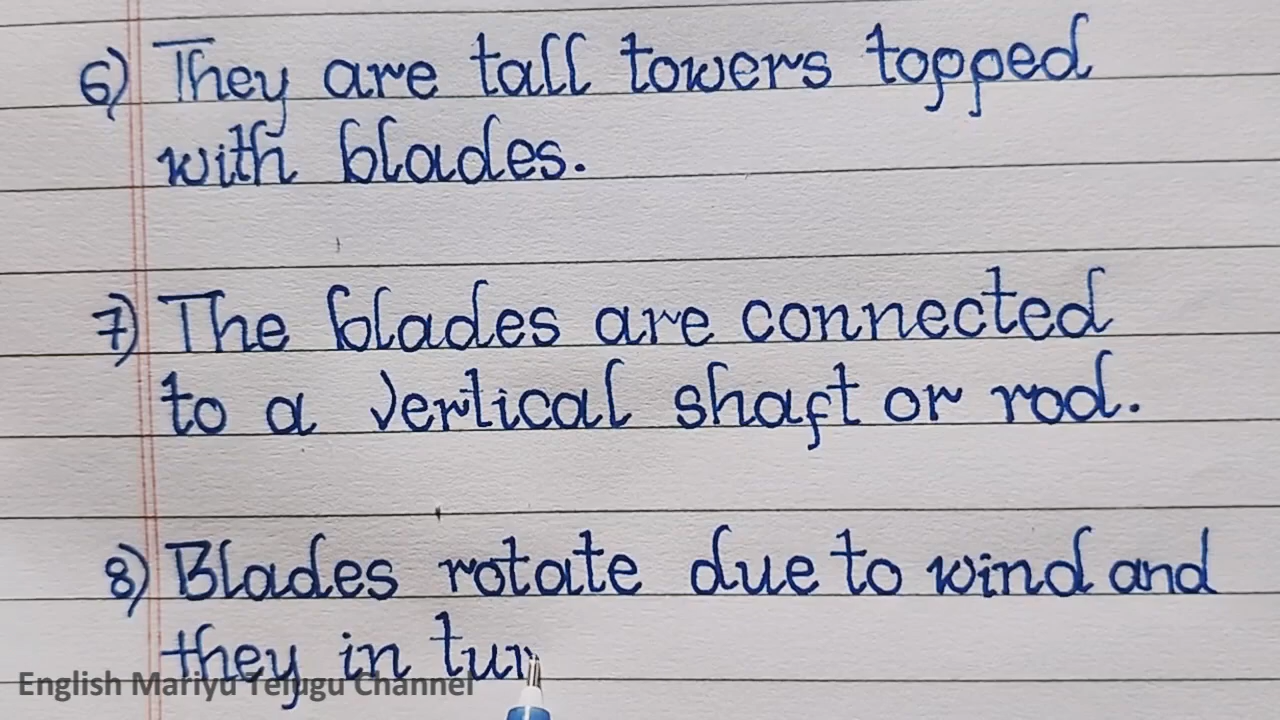 6) They are tall towers topped
with blades.
7) The blades are connected
to a vertical shaft or rod.
8) Blades rotate due to wind and
they in tur
English Mariyu Telugu Channel